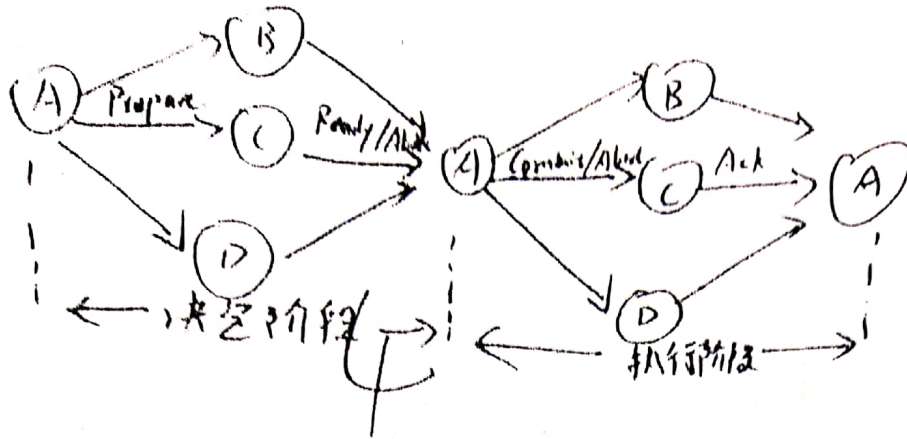 B
B
A
Prepare
C
Ready/Abort
A
Commit/Abort
C
Ack
A
D
D
决定阶段
执行阶段